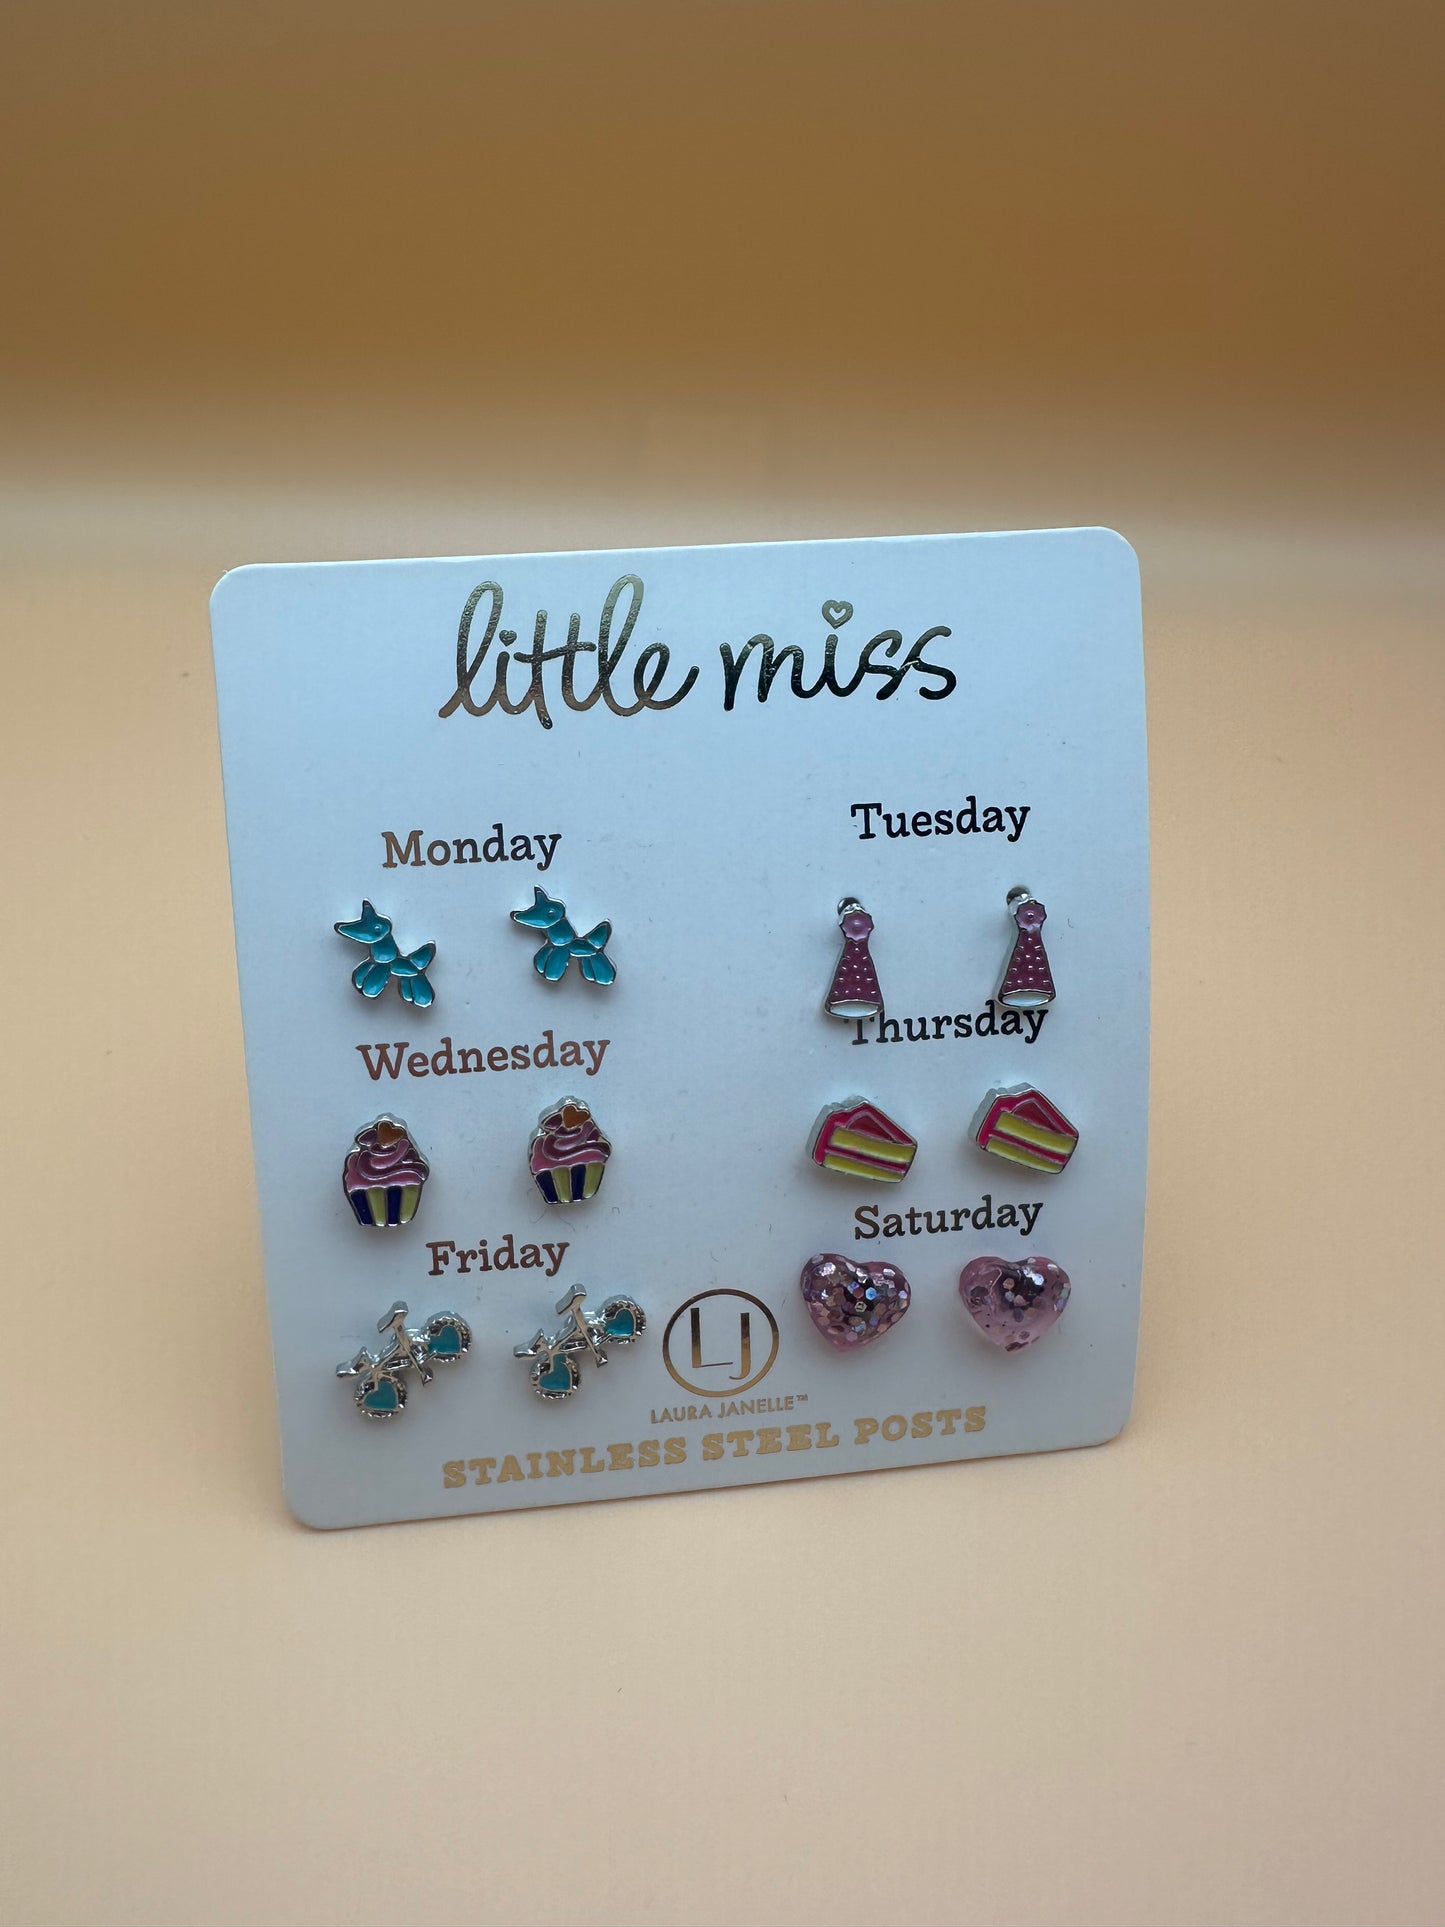 little miss
Monday
Tuesday
Wednesday
Thursday
Friday
Saturday
LJ
LAURA JANELLE™
STAINLESS STEEL POSTS